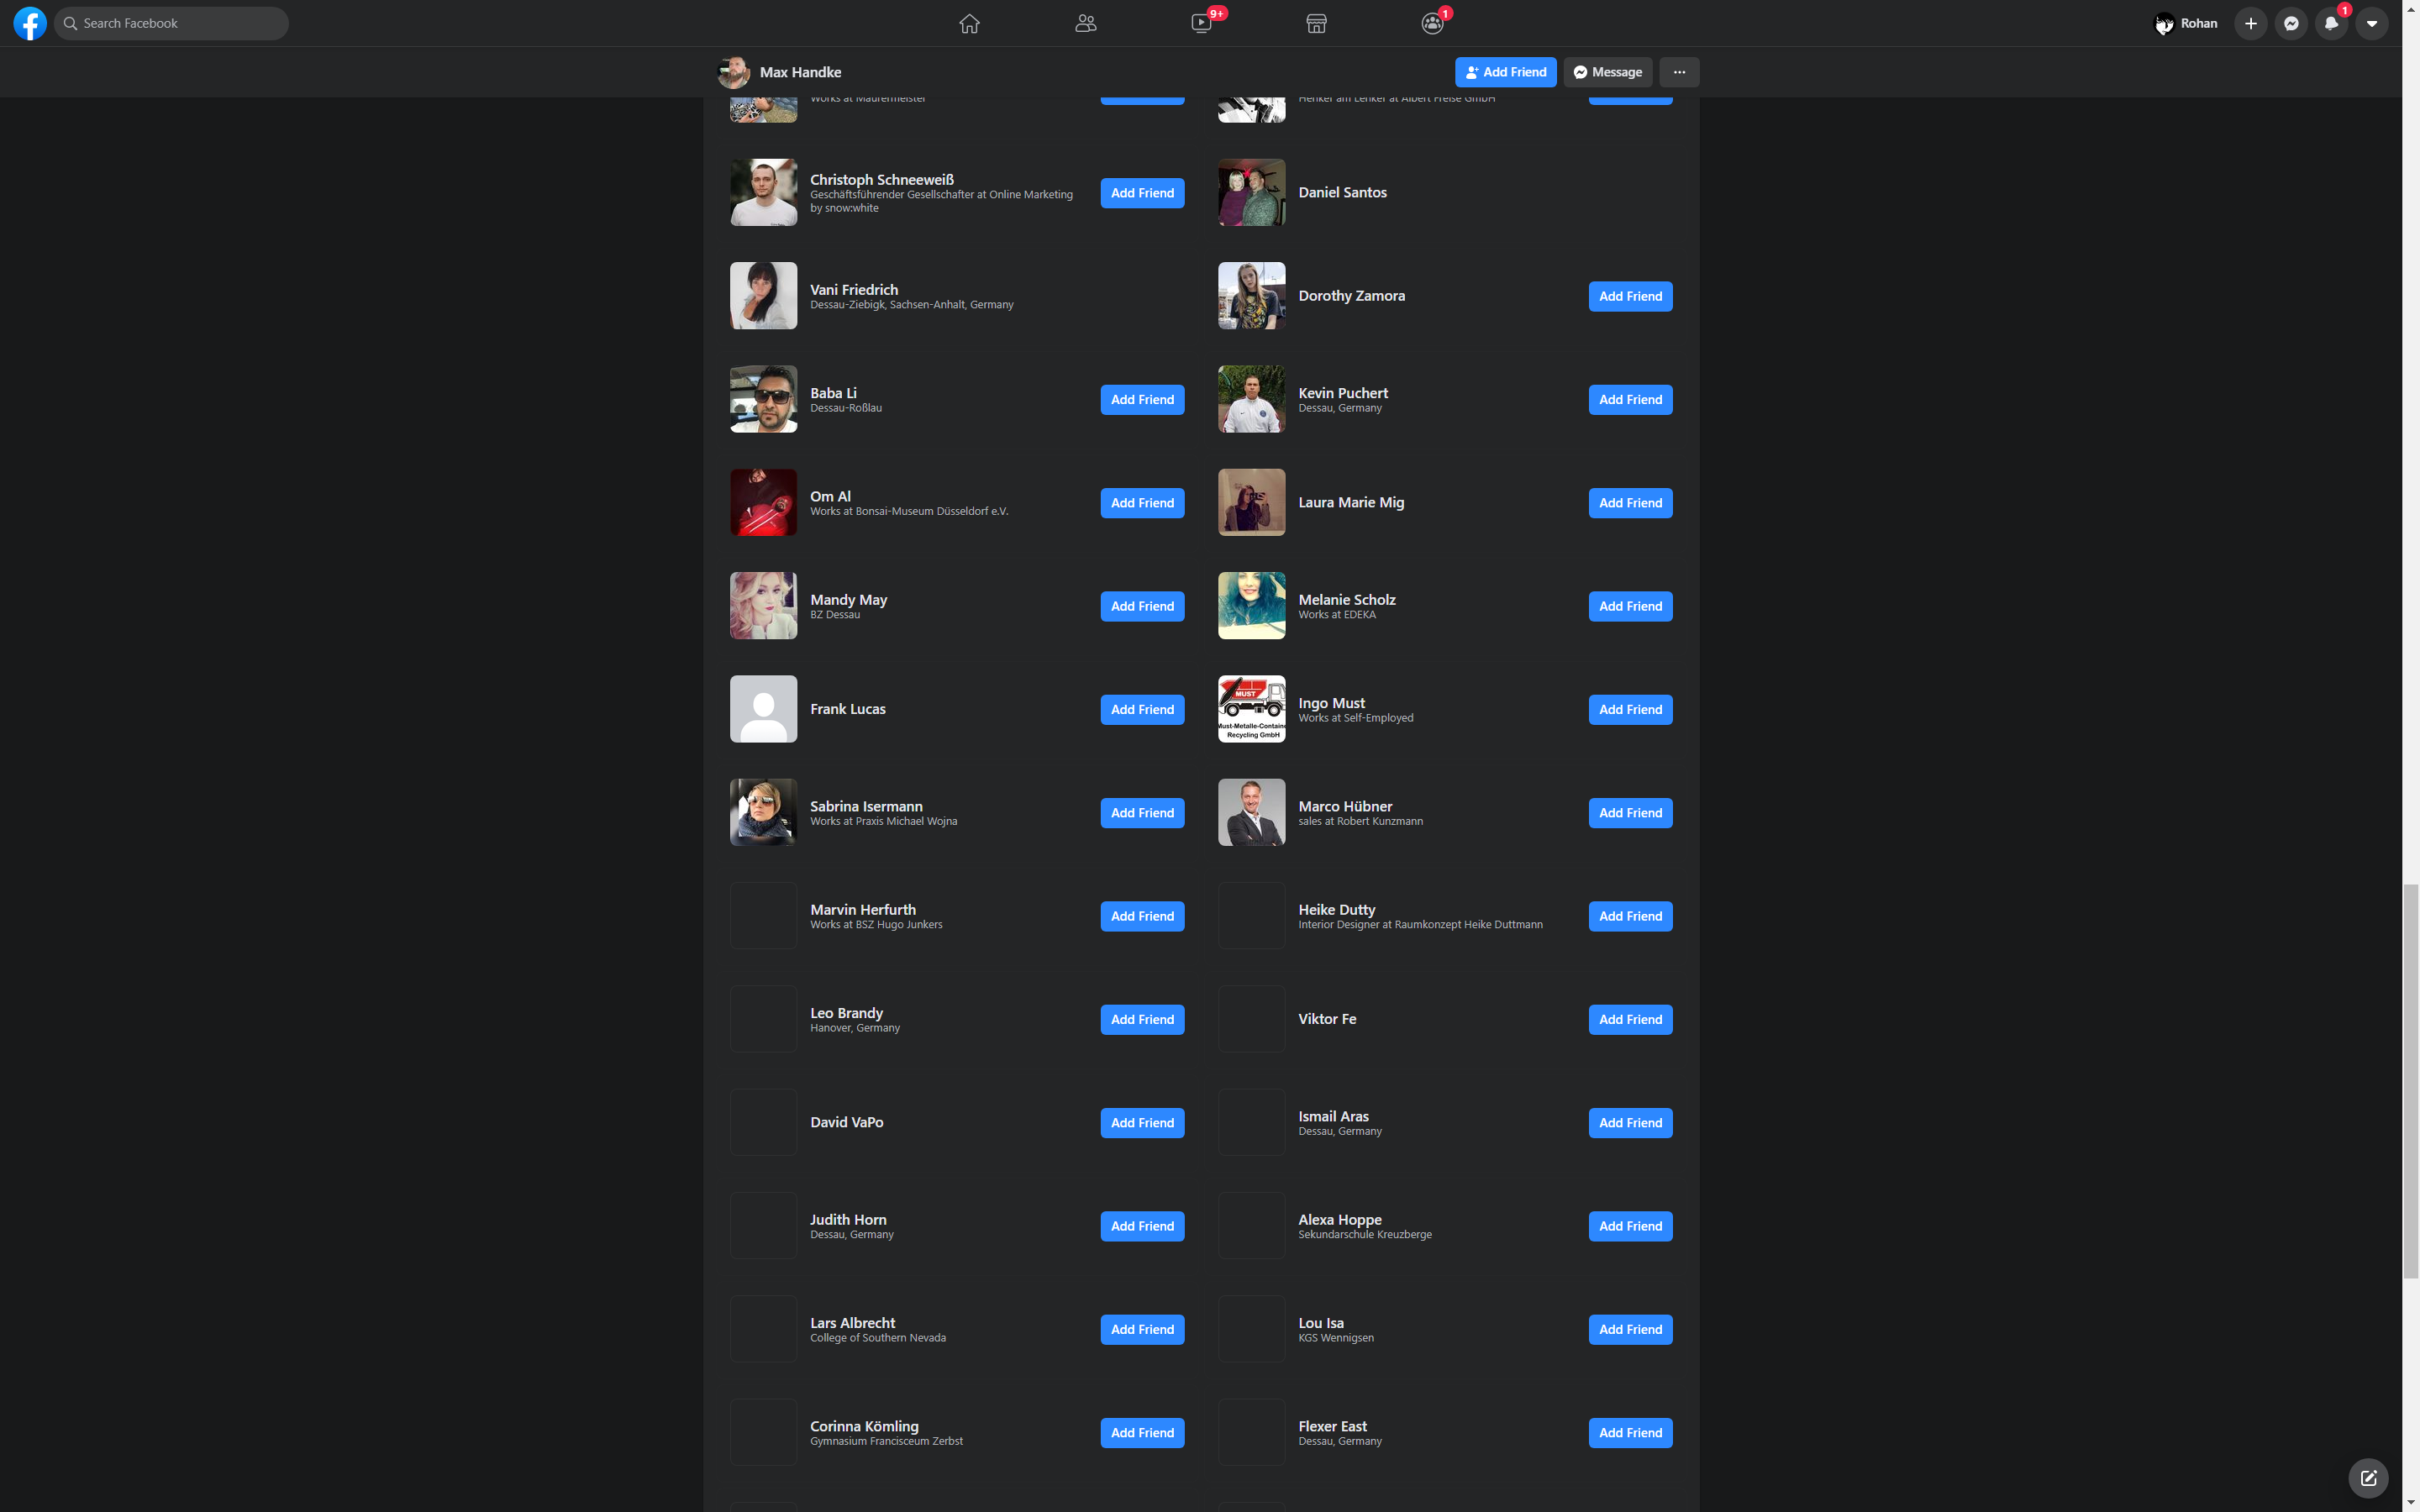 Search Facebook
9+
1
Rohan
1
Max Handke
Add Friend
Message
Works at Maurermeister
Henker am Lenker at Albert Freise GmbH
Christoph Schneeweiß
Geschäftsführender Gesellschafter at Online Marketing
by snow:white
Add Friend
Daniel Santos
Vani Friedrich
Dessau-Ziebigk, Sachsen-Anhalt, Germany
Dorothy Zamora
Add Friend
Baba Li
Dessau-Roßlau
Add Friend
Kevin Puchert
Dessau, Germany
Add Friend
Om Al
Works at Bonsai-Museum Düsseldorf e.V.
Add Friend
Laura Marie Mig
Add Friend
Mandy May
BZ Dessau
Add Friend
Melanie Scholz
Works at EDEKA
Add Friend
Frank Lucas
Add Friend
MUST
Must-Metalle-Container
Recycling GmbH
Ingo Must
Works at Self-Employed
Add Friend
Sabrina Isermann
Works at Praxis Michael Wojna
Add Friend
Marco Hübner
sales at Robert Kunzmann
Add Friend
Marvin Herfurth
Works at BSZ Hugo Junkers
Add Friend
Heike Dutty
Interior Designer at Raumkonzept Heike Duttmann
Add Friend
Leo Brandy
Hanover, Germany
Add Friend
Viktor Fe
Add Friend
David VaPo
Add Friend
Ismail Aras
Dessau, Germany
Add Friend
Judith Horn
Dessau, Germany
Add Friend
Alexa Hoppe
Sekundarschule Kreuzberge
Add Friend
Lars Albrecht
College of Southern Nevada
Add Friend
Lou Isa
KGS Wennigsen
Add Friend
Corinna Kömling
Gymnasium Francisceum Zerbst
Add Friend
Flexer East
Dessau, Germany
Add Friend